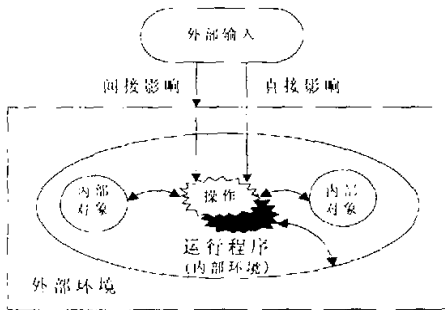 外部输入
间接影响
直接影响
内部
对象
操作
内部
对象
运行程序
(内部环境)
外部环境